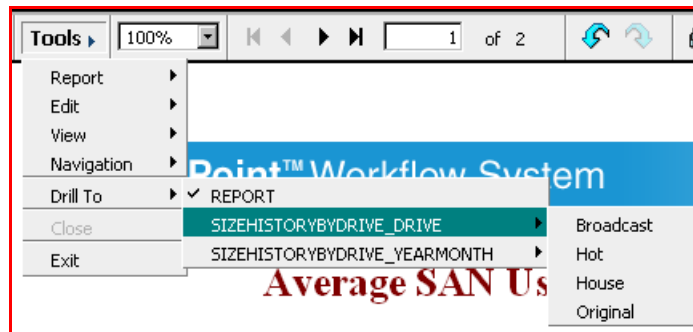 Tools 100% 1 of 2
Report
Edit
View
Navigation
Point™ Workflow System
Drill To
REPORT
Close
SIZEHISTORYBYDRIVE_DRIVE
Broadcast
Exit
SIZEHISTORYBYDRIVE_YEARMONTH
Hot
Average SAN Us
House
Original